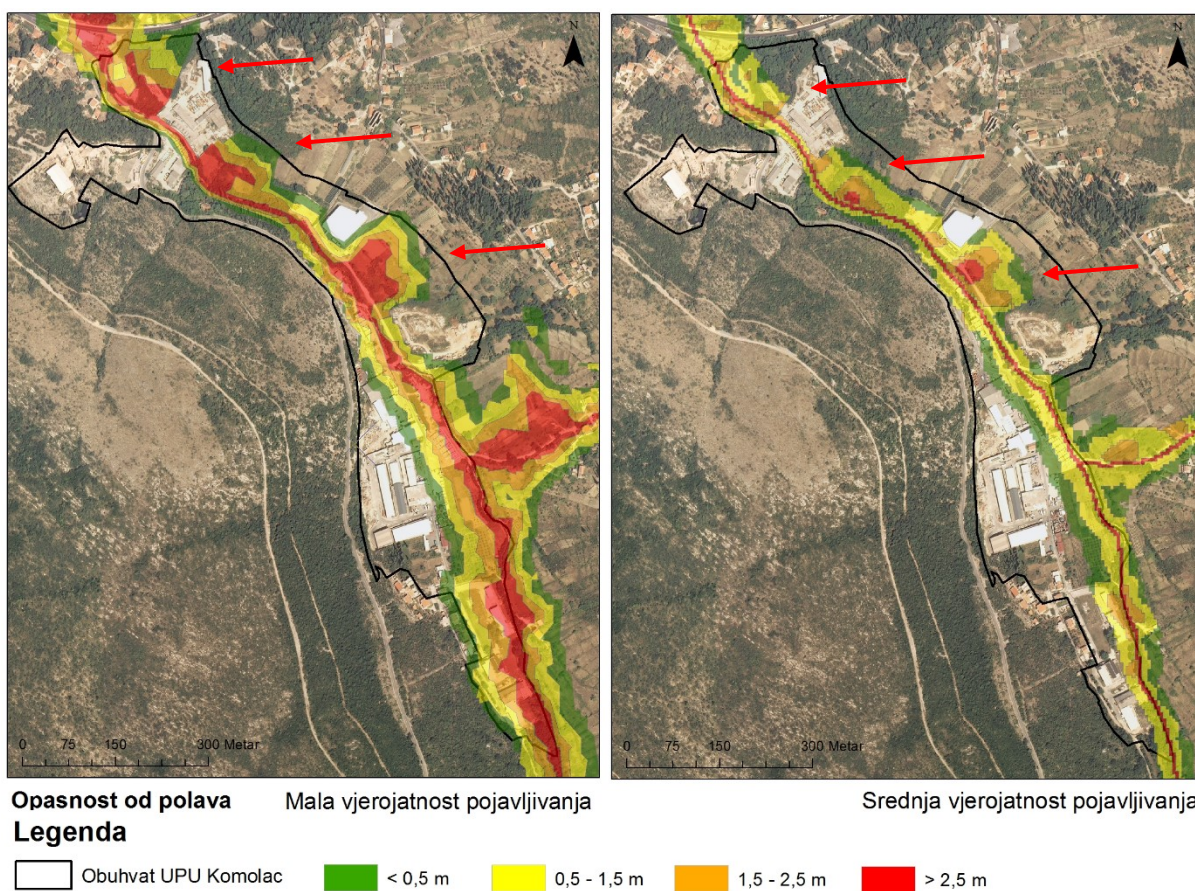 N
N
0 75 150 300 Metar
0 75 150 300 Metar
Opasnost od polava Mala vjerojatnost pojavljivanja Srednja vjerojatnost pojavljivanja
Legenda
Obuhvat UPU Komolac < 0,5 m 0,5 - 1,5 m 1,5 - 2,5 m > 2,5 m